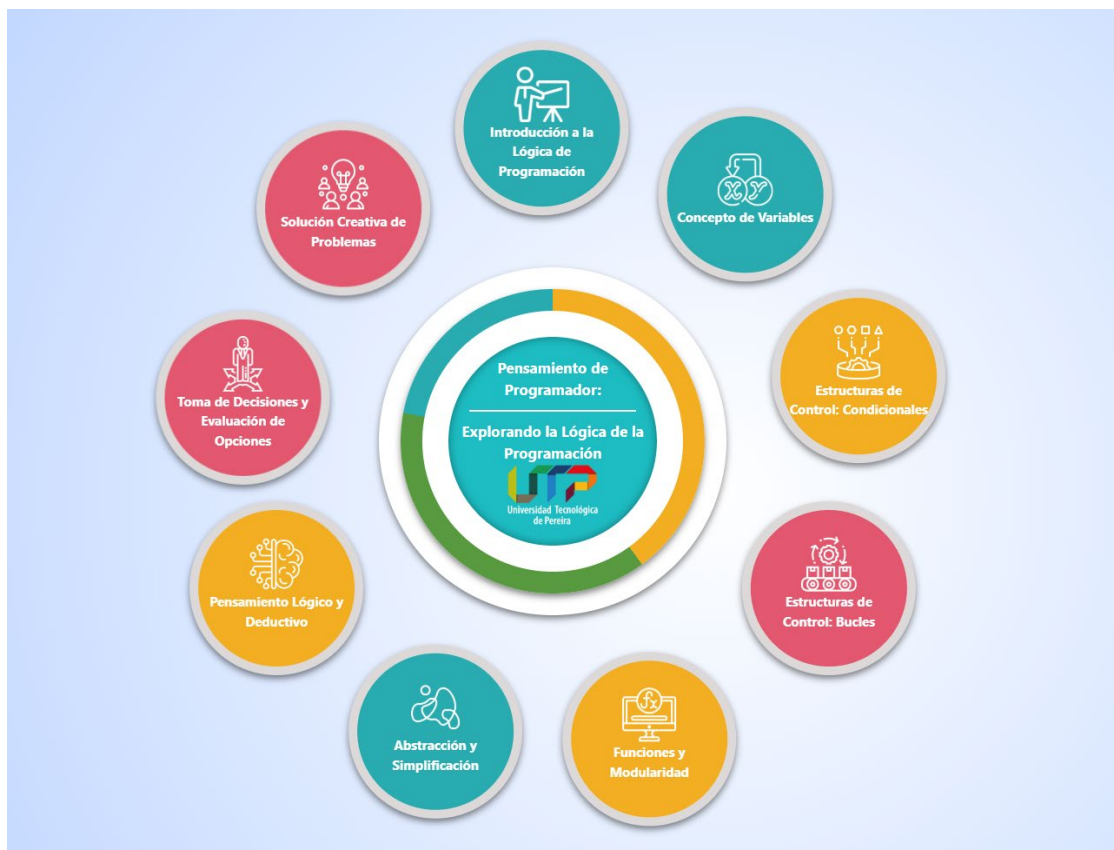 Introducción a la
Lógica de
Programación
Concepto de Variables
Estructuras de
Control: Condicionales
Estructuras de
Control: Bucles
Funciones y
Modularidad
Abstracción y
Simplificación
Pensamiento Lógico y
Deductivo
Toma de Decisiones y
Evaluación de
Opciones
Solución Creativa de
Problemas
Pensamiento de
Programador:
Explorando la Lógica de la
Programación
UTP
Universidad Tecnológica
de Pereira
X Y
fx